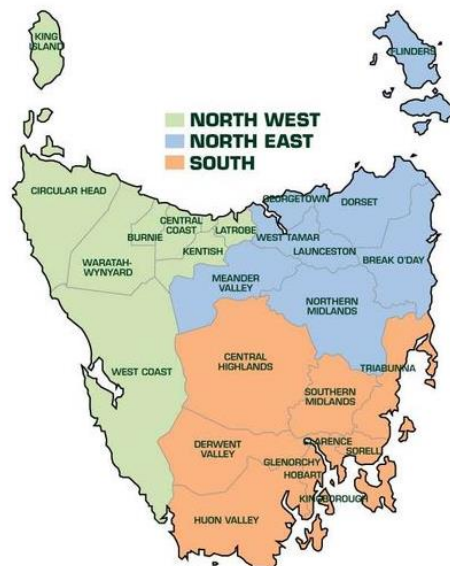 KING
ISLAND
FLINDERS
NORTH WEST
NORTH EAST
SOUTH
CIRCULAR HEAD
GEORGETOWN
DORSET
CENTRAL
COAST
LATROBE
BURNIE
WEST TAMAR
KENTISH
LAUNCESTON
WARATAH-
WYNYARD
BREAK O'DAY
MEANDER
VALLEY
NORTHERN
MIDLANDS
WEST COAST
CENTRAL
HIGHLANDS
TRIABUNNA
SOUTHERN
MIDLANDS
DERWENT
VALLEY
CLARENCE
SORELL
GLENORCHY
HOBART
KINGBOROUGH
HUON VALLEY